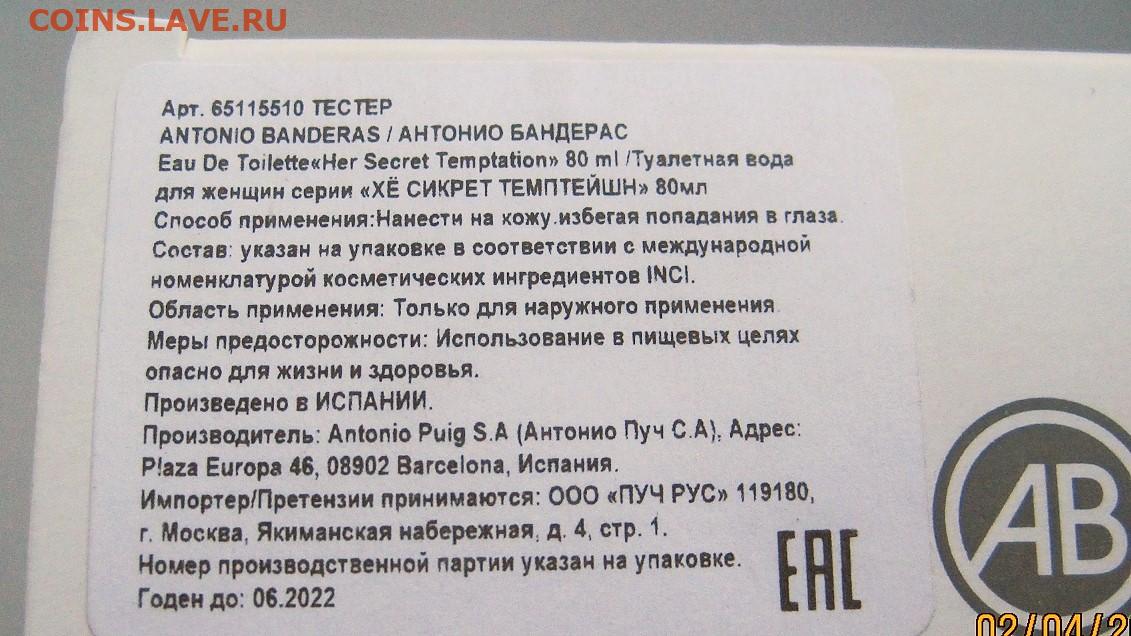 COINS.LAVE.RU
Арт. 65115510 ТЕСТЕР
ANTONIO BANDERAS / АНТОНИО БАНДЕРАС
Eau De Toilette«Her Secret Temptation» 80 ml /Туалетная вода
для женщин серии «ХЁ СИКРЕТ ТЕМПТЕЙШН» 80мл
Способ применения:Нанести на кожу.избегая попадания в глаза.
Состав: указан на упаковке в соответствии с международной
номенклатурой косметических ингредиентов INCI.
Область применения: Только для наружного применения.
Меры предосторожности: Использование в пищевых целях
опасно для жизни и здоровья.
Произведено в ИСПАНИИ.
Производитель: Antonio Puig S.A (Антонио Пуч С.А), Адрес:
Plaza Europa 46, 08902 Barcelona, Испания.
Импортер/Претензии принимаются: ООО «ПУЧ РУС» 119180,
г. Москва, Якиманская набережная, д. 4, стр. 1.
Номер производственной партии указан на упаковке.
Годен до: 06.2022
EAC
AB